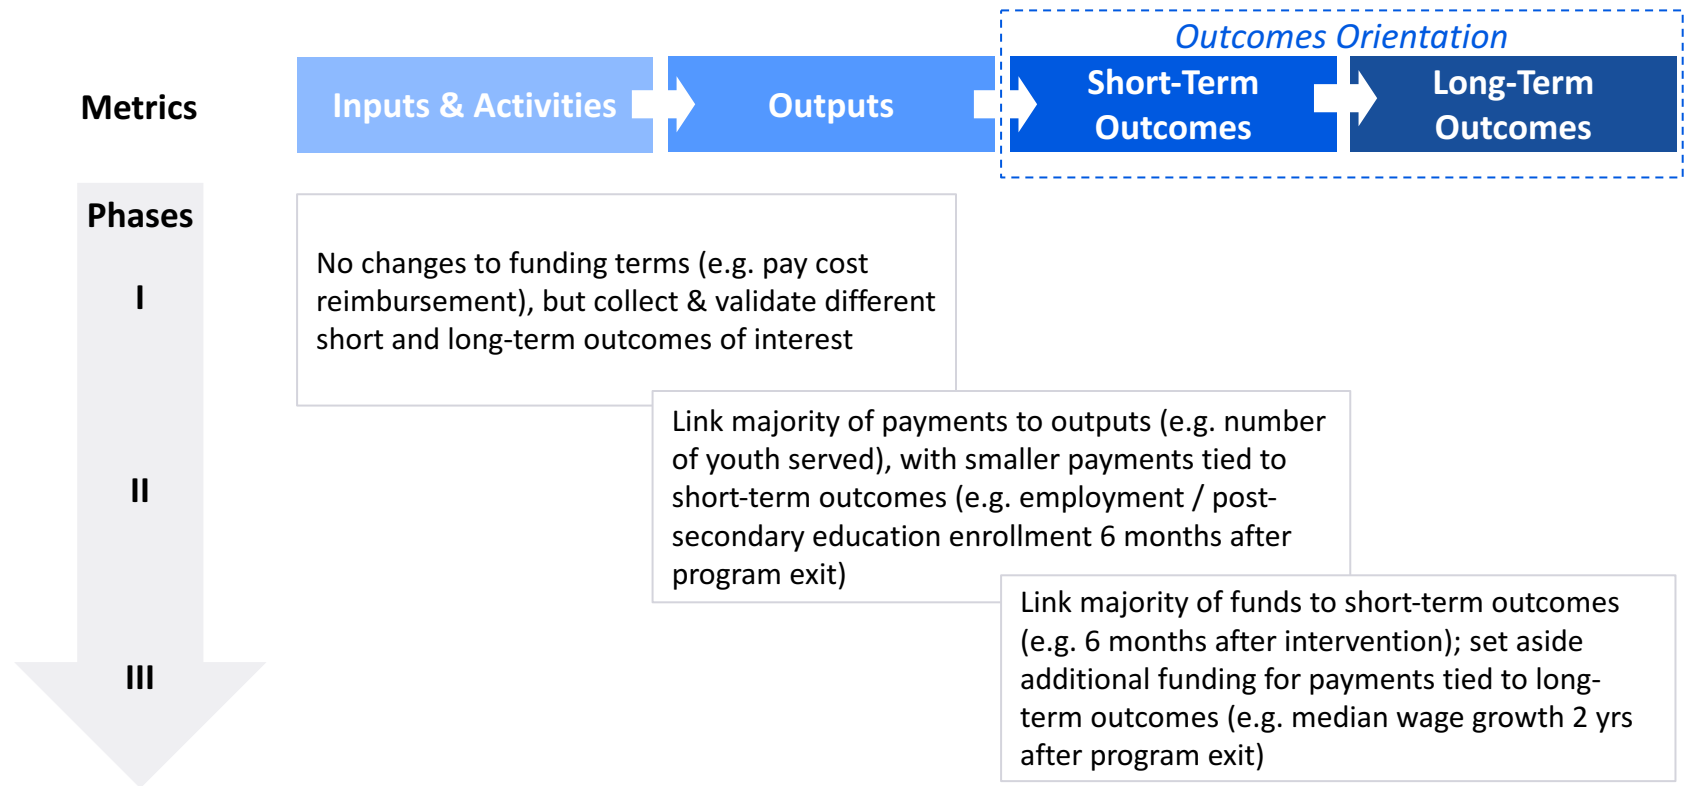 Outcomes Orientation
Metrics
Inputs & Activities
Outputs
Short-Term
Outcomes
Long-Term
Outcomes
Phases
I
No changes to funding terms (e.g. pay cost
reimbursement), but collect & validate different
short and long-term outcomes of interest
II
Link majority of payments to outputs (e.g. number
of youth served), with smaller payments tied to
short-term outcomes (e.g. employment / post-
secondary education enrollment 6 months after
program exit)
III
Link majority of funds to short-term outcomes
(e.g. 6 months after intervention); set aside
additional funding for payments tied to long-
term outcomes (e.g. median wage growth 2 yrs
after program exit)